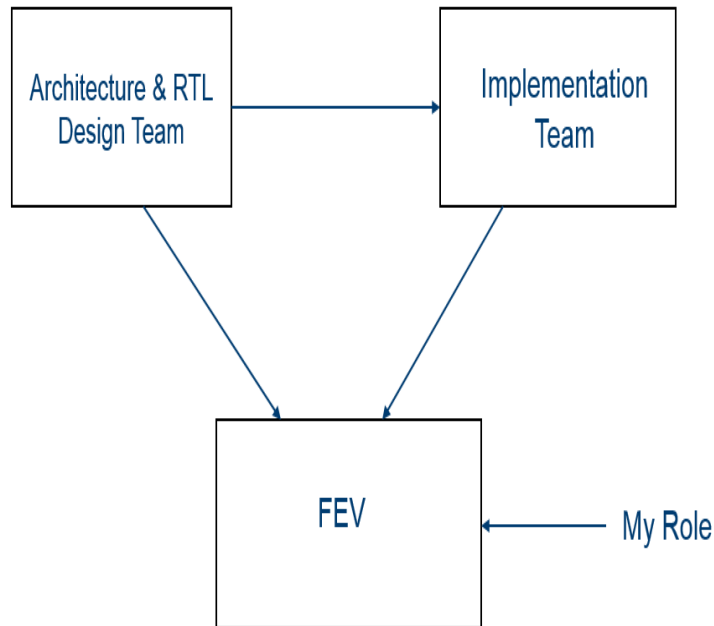 Architecture & RTL
Design Team
Implementation
Team
FEV
My Role